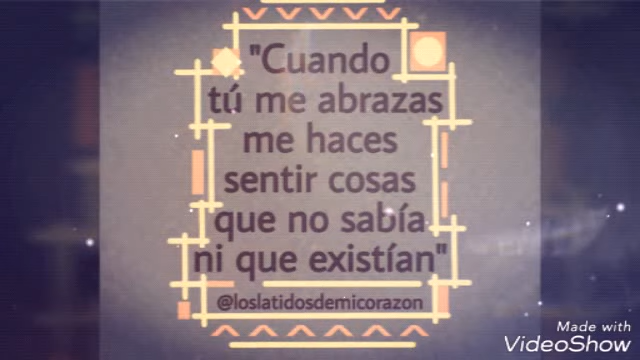 "Cuando
tú me abrazas
me haces
sentir cosas
que no sabía
ni que existían"
@loslatidosdemicorazon
Made with
VideoShow